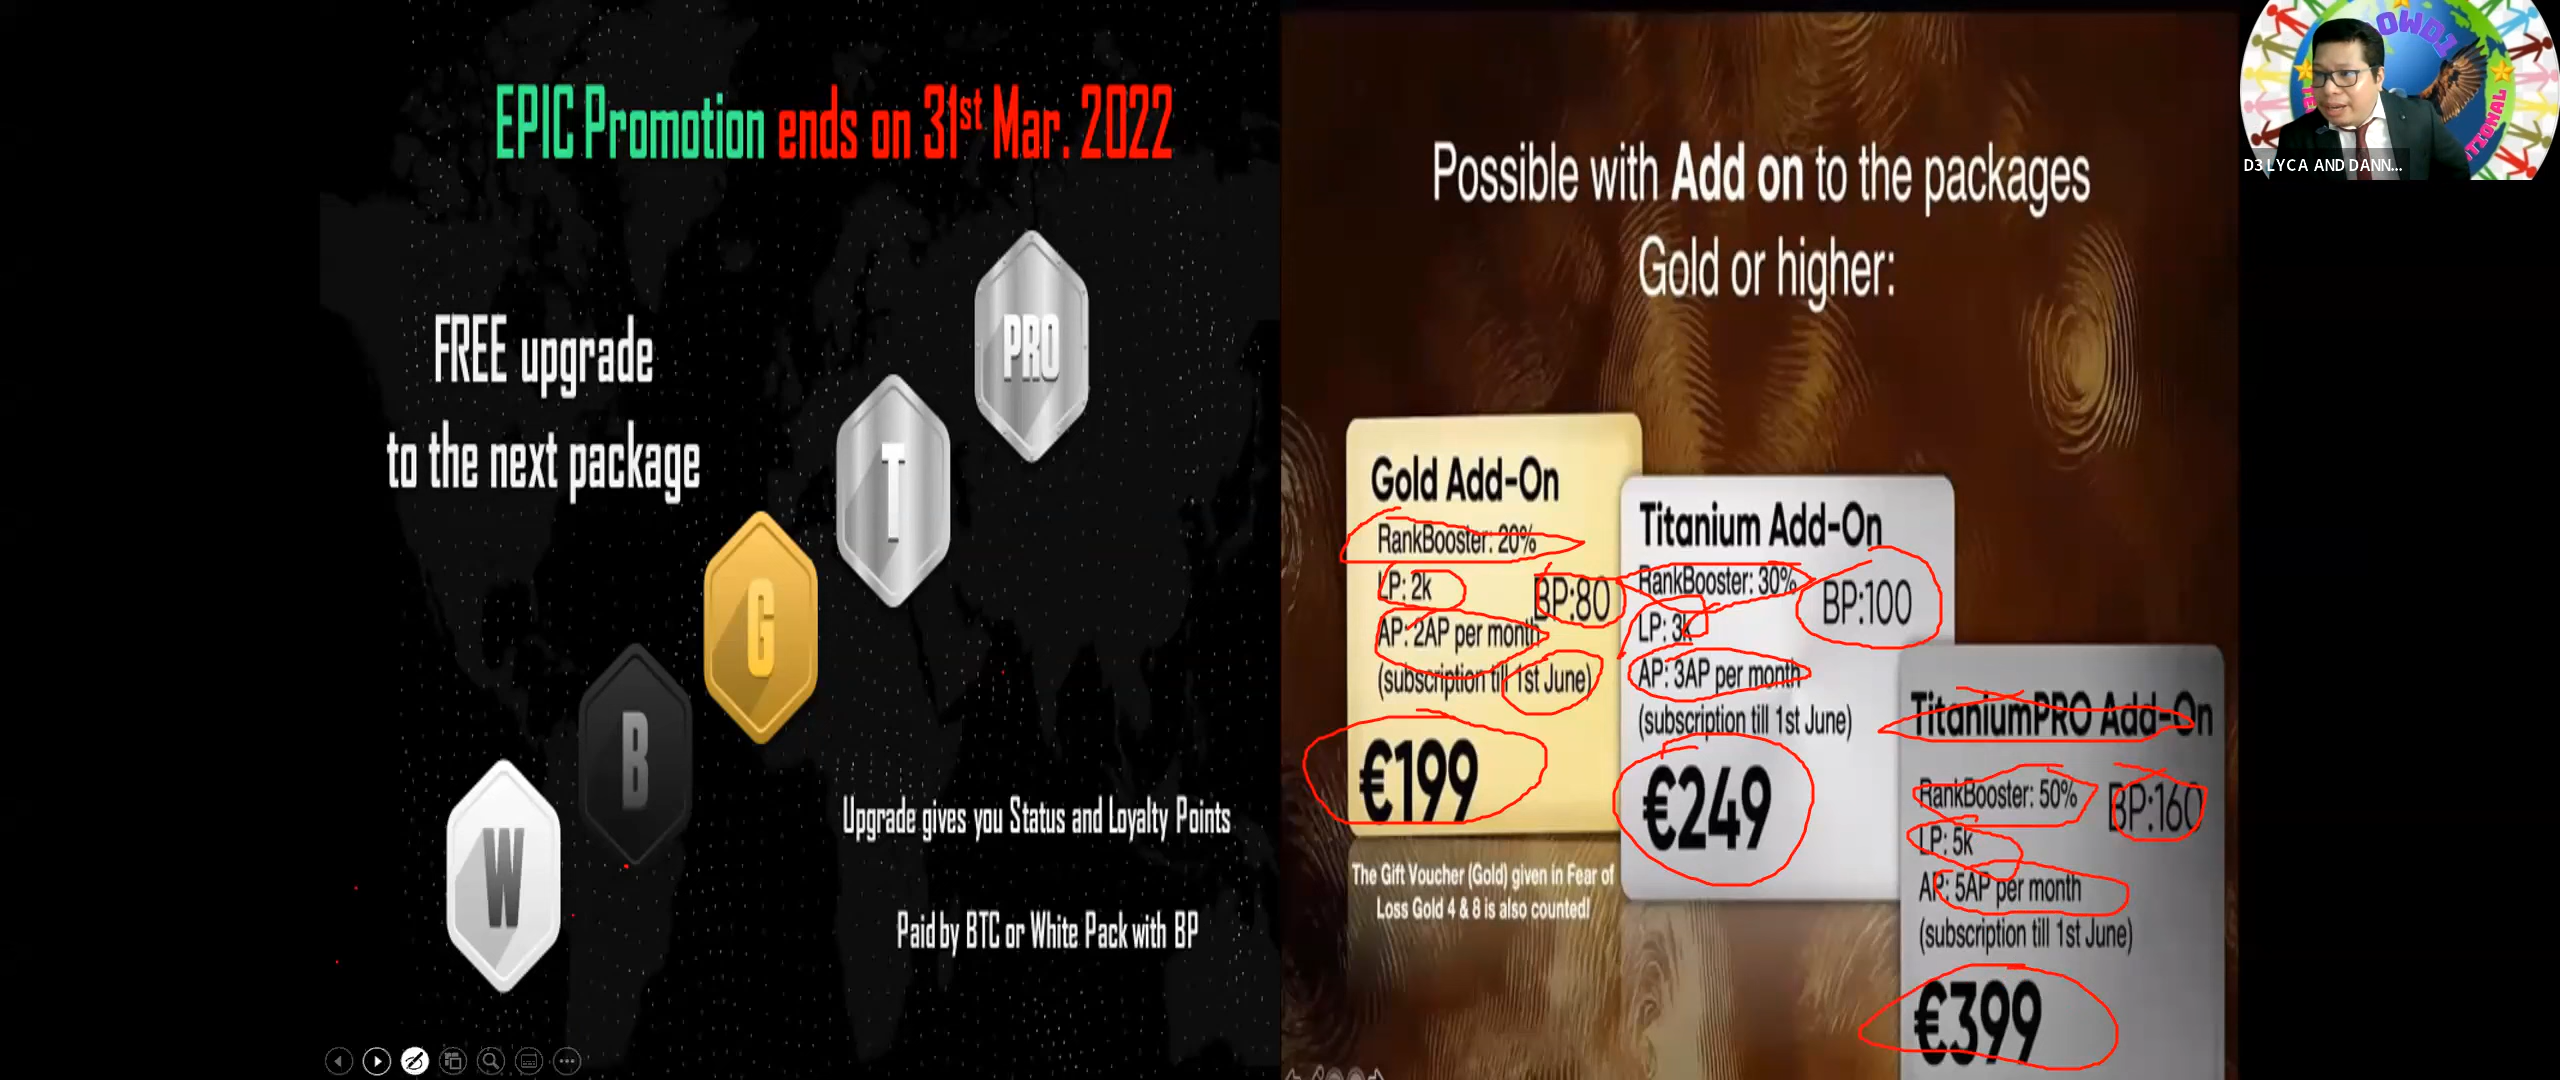 EPIC Promotion ends on 31st Mar. 2022
FREE upgrade
to the next package
PRO
T
G
B
W
Upgrade gives you Status and Loyalty Points
Paid by BTC or White Pack with BP
Possible with Add on to the packages
Gold or higher:
Gold Add-On
RankBooster: 20%
LP: 2k
BP:80
AP: 2AP per month
(subscription till 1st June)
€199
The Gift Voucher (Gold) given in Fear of
Loss Gold 4 & 8 is also counted!
Titanium Add-On
RankBooster: 30%
BP:100
LP: 3k
AP: 3AP per month
(subscription till 1st June)
€249
TitaniumPRO Add-On
RankBooster: 50%
BP:160
LP: 5k
AP: 5AP per month
(subscription till 1st June)
€399
D3 LYCA AND DANN...